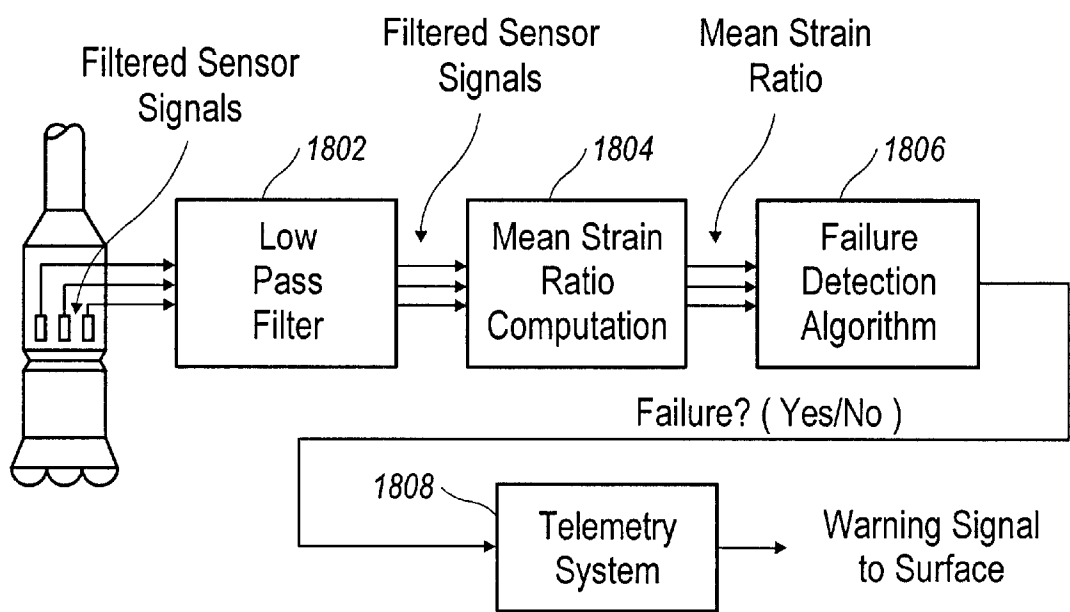 Filtered Sensor
Signals
Filtered Sensor
Signals
Mean Strain
Ratio
1802
1804
1806
Low
Pass
Filter
Mean Strain
Ratio
Computation
Failure
Detection
Algorithm
Failure? ( Yes/No )
1808
Telemetry
System
Warning Signal
to Surface